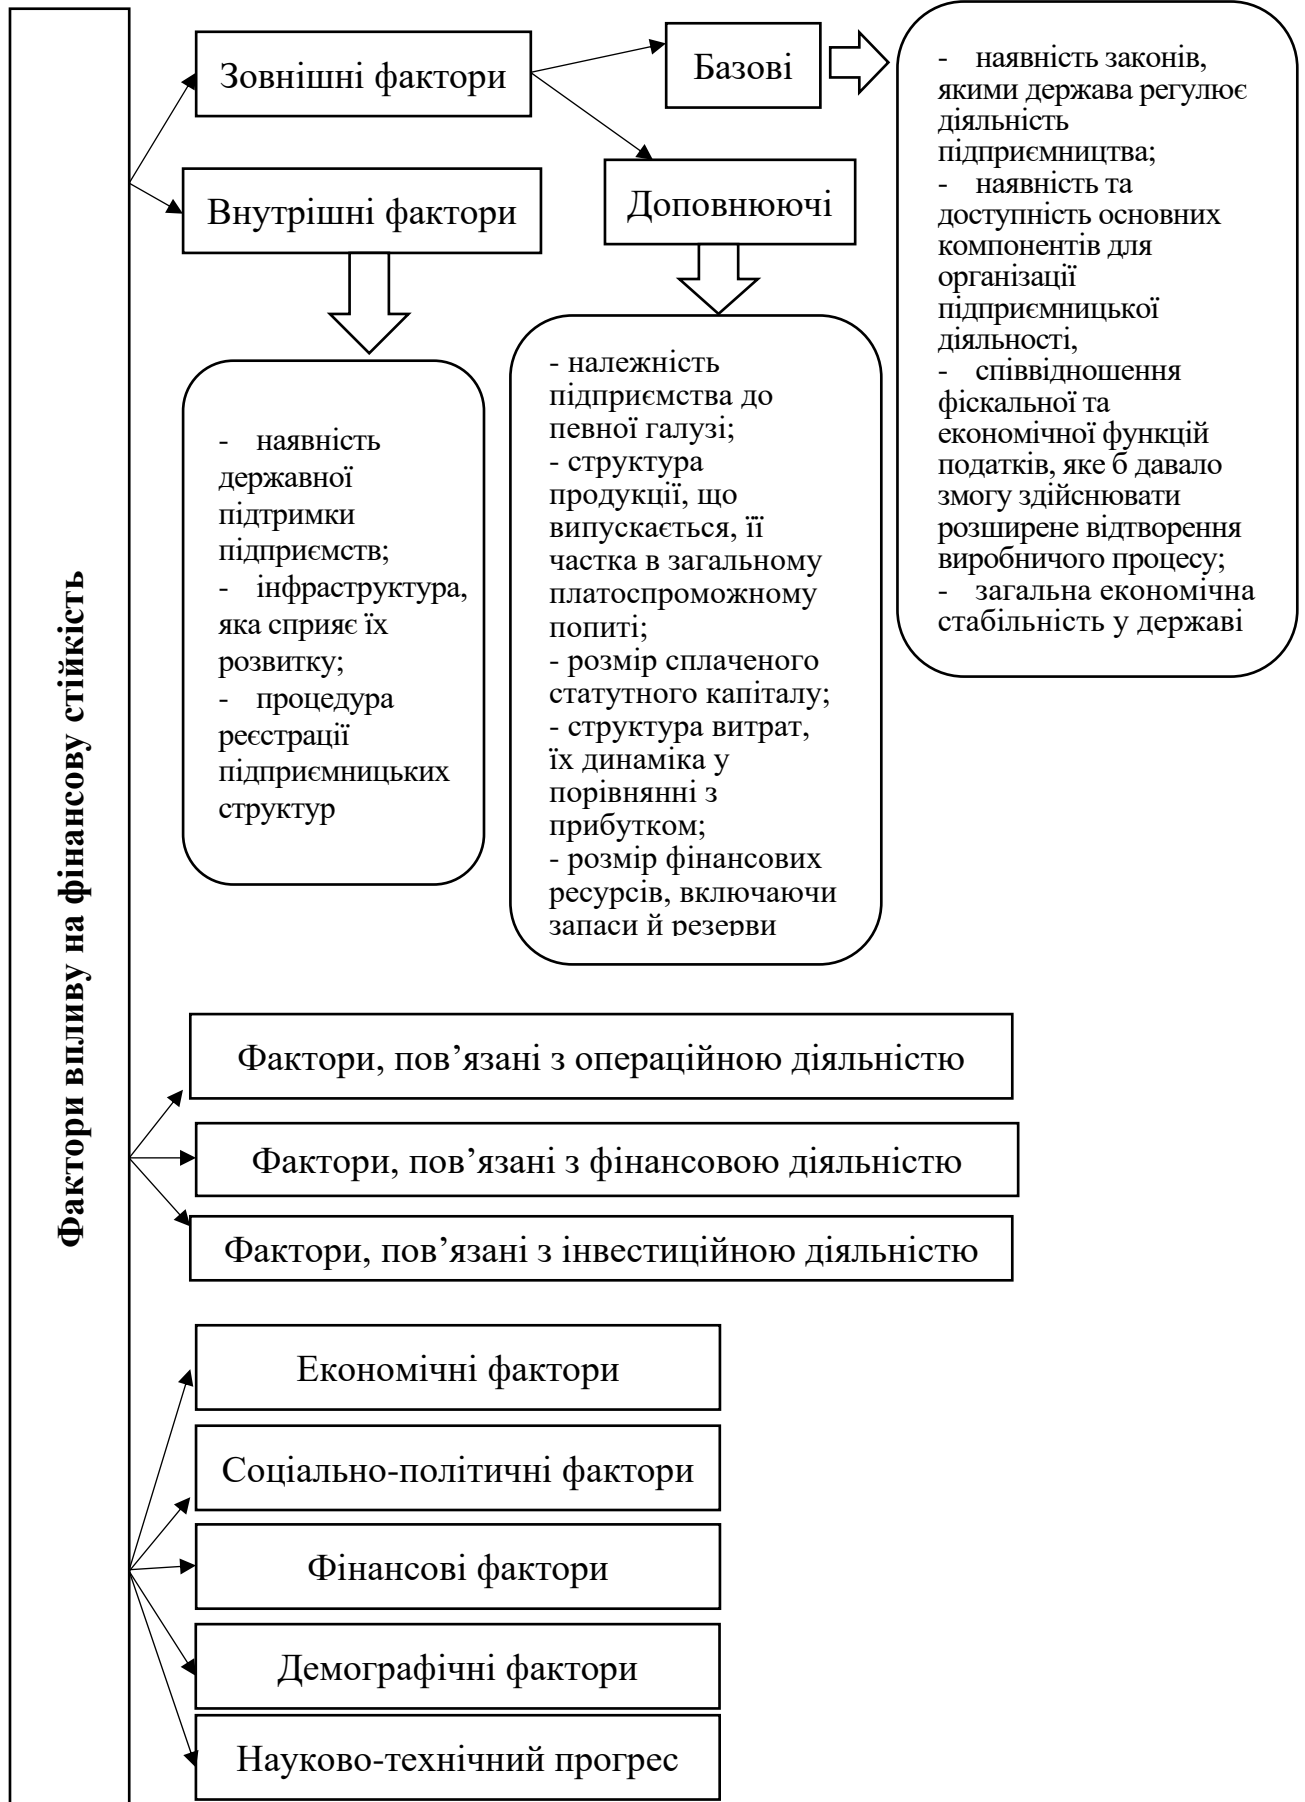 Фактори впливу на фінансову стійкість
Зовнішні фактори
Базові
- наявність законів,
якими держава регулює
діяльність
підприємництва;
- наявність та
доступність основних
компонентів для
організації
підприємницької
діяльності,
- співвідношення
фіскальної та
економічної функцій
податків, яке б давало
змогу здійснювати
розширене відтворення
виробничого процесу;
- загальна економічна
стабільність у державі
Внутрішні фактори
Доповнюючі
- наявність
державної
підтримки
підприємств;
- інфраструктура,
яка сприяє їх
розвитку;
- процедура
реєстрації
підприємницьких
структур
- належність
підприємства до
певної галузі;
- структура
продукції, що
випускається, її
частка в загальному
платоспроможному
попиті;
- розмір сплаченого
статутного капіталу;
- структура витрат,
їх динаміка у
порівнянні з
прибутком;
- розмір фінансових
ресурсів, включаючи
запаси й резерви
Фактори, пов’язані з операційною діяльністю
Фактори, пов’язані з фінансовою діяльністю
Фактори, пов’язані з інвестиційною діяльністю
Економічні фактори
Соціально-політичні фактори
Фінансові фактори
Демографічні фактори
Науково-технічний прогрес